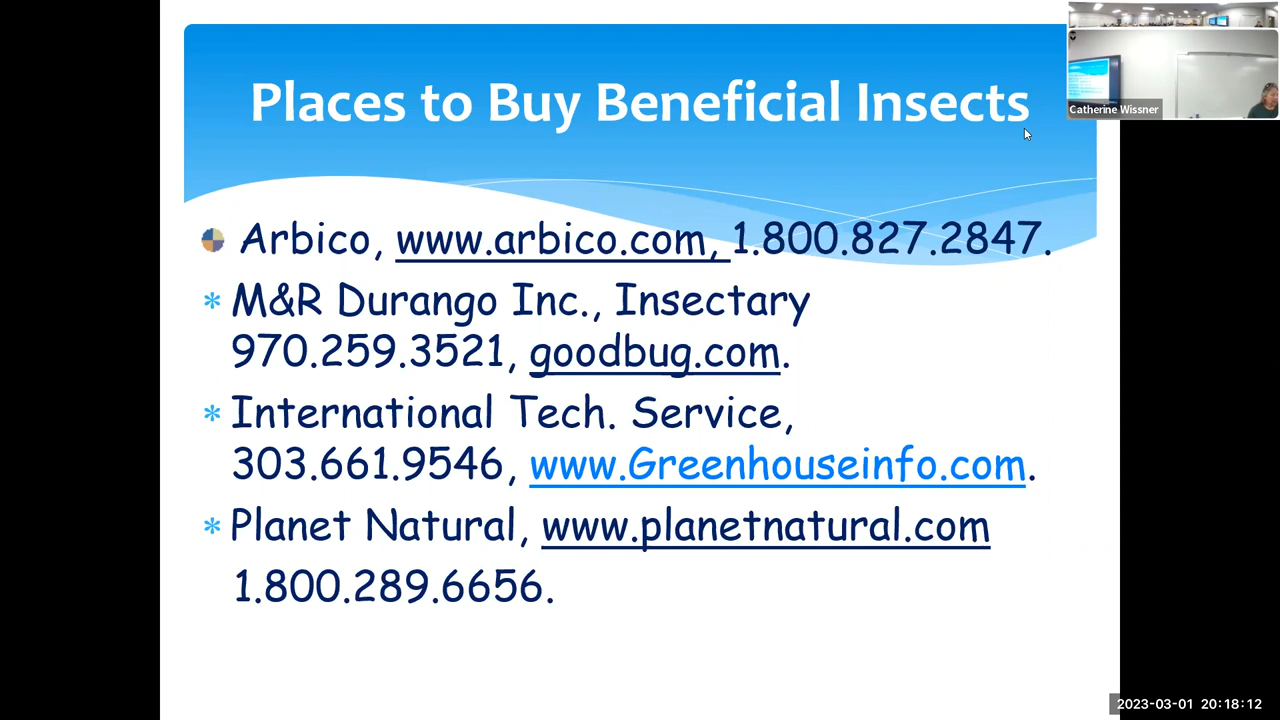 Places to Buy Beneficial Insects
Catherine Wissner
Arbico, www.arbico.com, 1.800.827.2847.
* M&R Durango Inc., Insectary
970.259.3521, goodbug.com.
* International Tech. Service,
303.661.9546, www.Greenhouseinfo.com.
* Planet Natural, www.planetnatural.com
1.800.289.6656.
2023-03-01 20:18:12